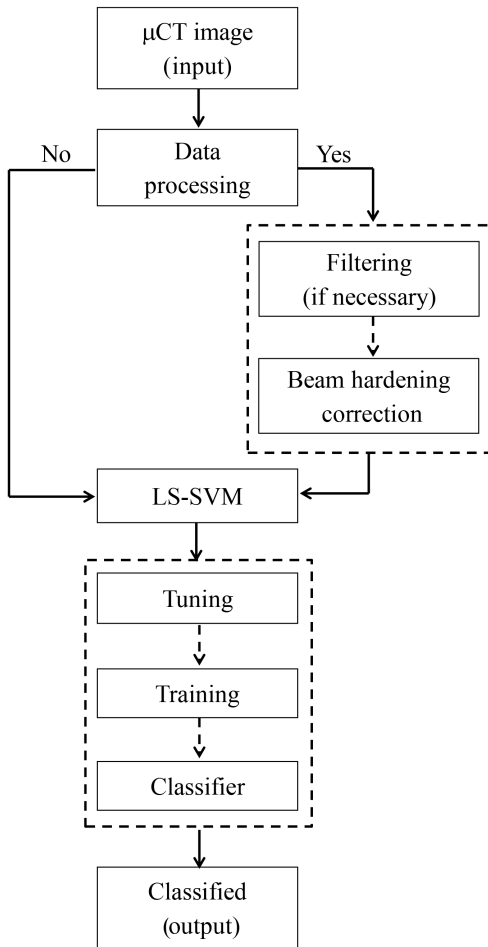 μCT image
(input)
No
Data
processing
Yes
Filtering
(if necessary)
Beam hardening
correction
LS-SVM
Tuning
Training
Classifier
Classified
(output)